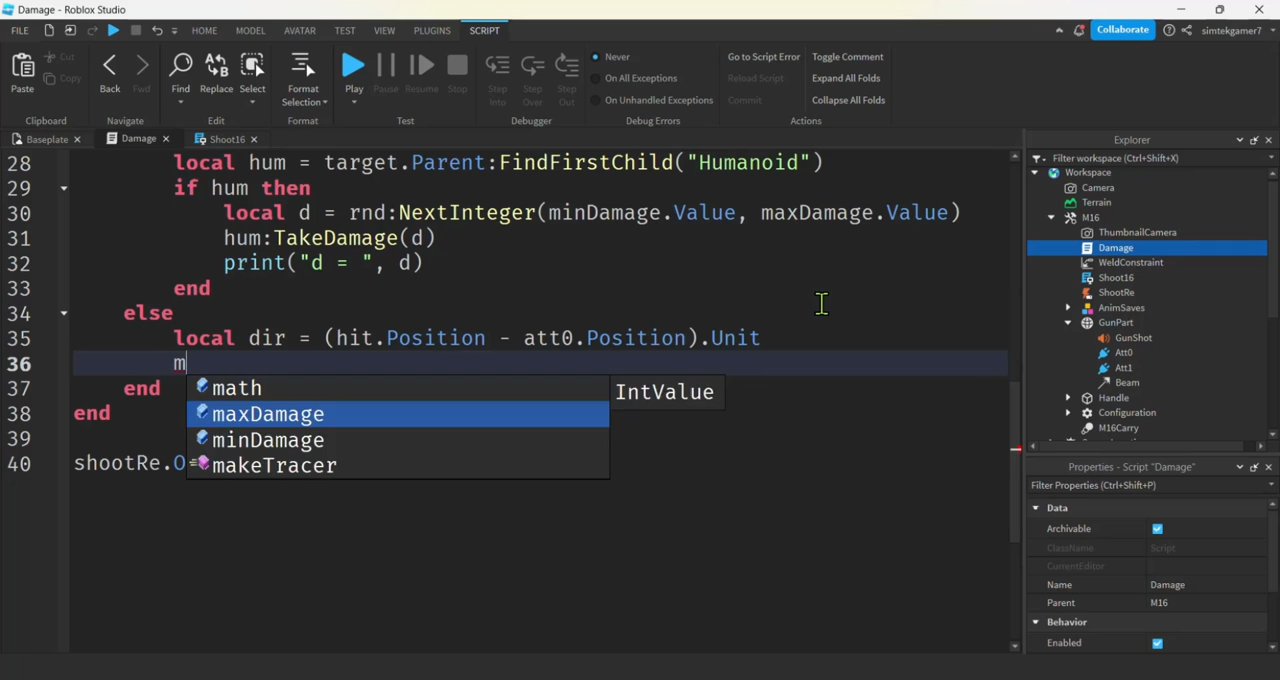 Damage - Roblox Studio
FILE HOME MODEL AVATAR TEST VIEW PLUGINS SCRIPT Collaborate simtekgamer7
Paste Cut Copy Back Fwd Find Replace Select Format Selection Play Pause Resume Stop Step Into Step Over Step Out
Never
On All Exceptions
On Unhandled Exceptions
Go to Script Error
Reload Script
Commit
Toggle Comment
Expand All Folds
Collapse All Folds
Clipboard Navigate Edit Format Test Debugger Debug Errors Actions
Baseplate Damage Shoot16
28 local hum = target.Parent:FindFirstChild("Humanoid")
29 if hum then
30 local d = rnd:NextInteger(minDamage.Value, maxDamage.Value)
31 hum:TakeDamage(d)
32 print("d = ", d)
33 end
34 else
35 local dir = (hit.Position - att0.Position).Unit
36 m
37 end
38 end
39
40 shootRe.O
math
maxDamage
minDamage
makeTracer
IntValue
Explorer
Filter workspace (Ctrl+Shift+X)
Workspace
Camera
Terrain
M16
ThumbnailCamera
Damage
WeldConstraint
Shoot16
ShootRe
AnimSaves
GunPart
GunShot
Att0
Att1
Beam
Handle
Configuration
M16Carry
Properties - Script "Damage"
Filter Properties (Ctrl+Shift+P)
Data
Archivable
ClassName Script
CurrentEditor
Name Damage
Parent M16
Behavior
Enabled